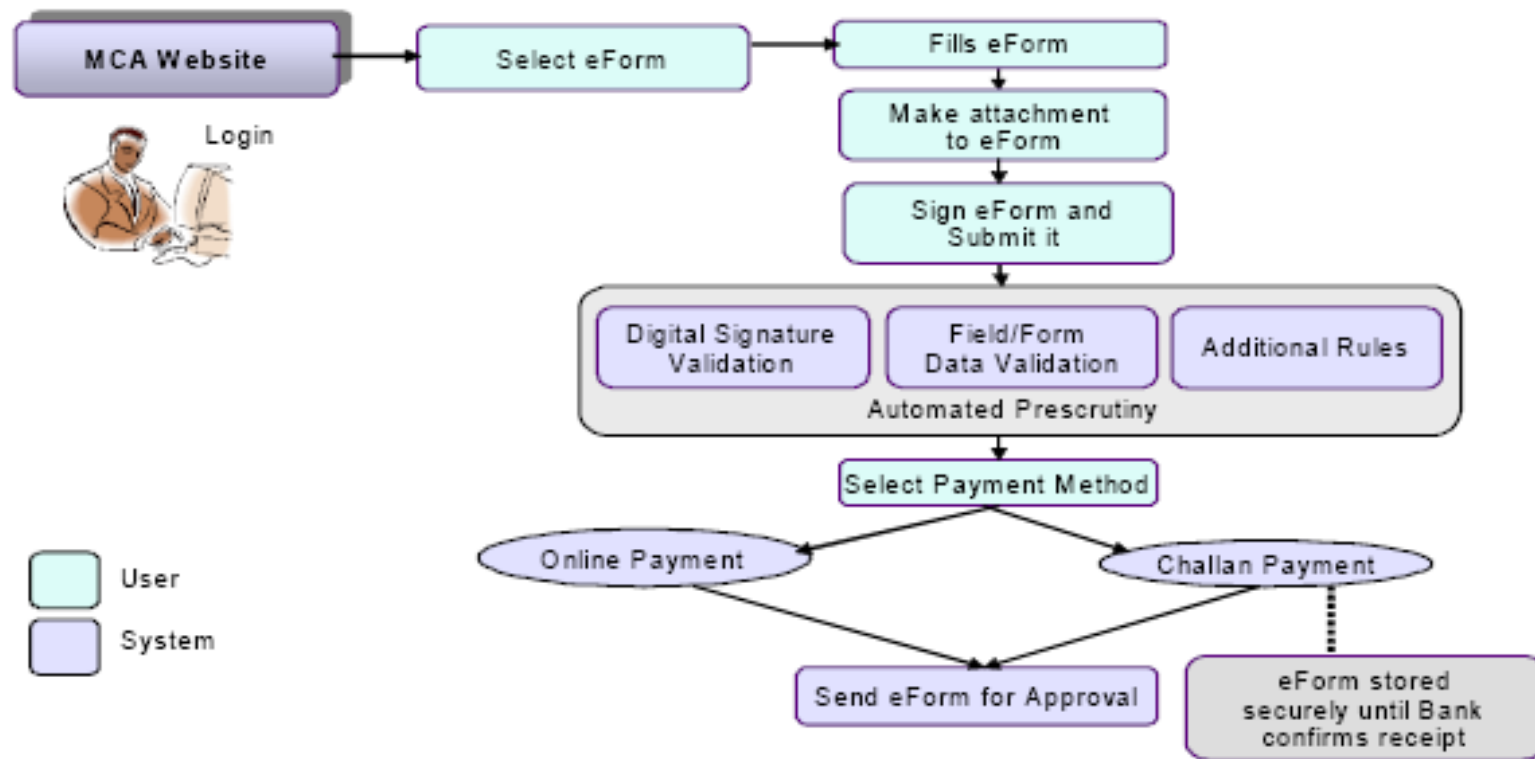 MCA Website
Select eForm
Fills eForm
Login
Make attachment
to eForm
Sign eForm and
Submit it
Digital Signature
Validation
Field/Form
Data Validation
Additional Rules
Automated Prescrutiny
Select Payment Method
Online Payment
Challan Payment
User
System
Send eForm for Approval
eForm stored
securely until Bank
confirms receipt